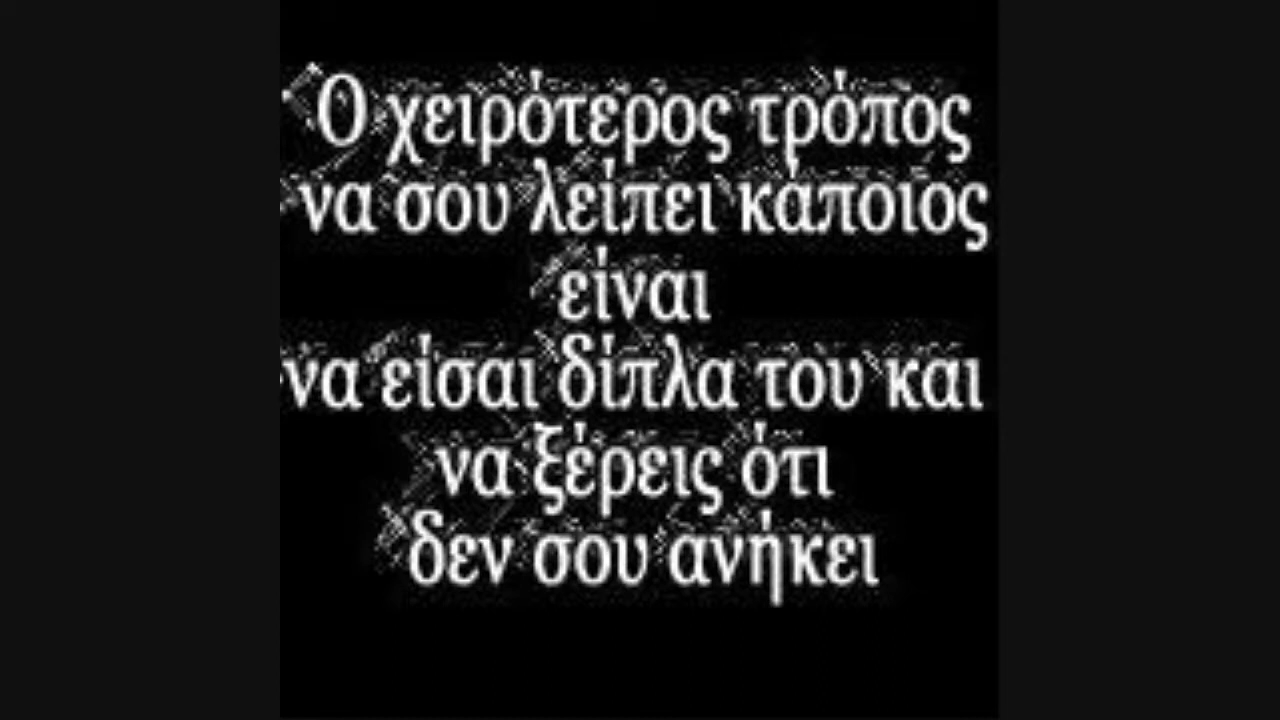 Ο χειρότερος τρόπος
να σου λείπει κάποιος
είναι
να είσαι δίπλα του και
να ξέρεις ότι
δεν σου ανήκει